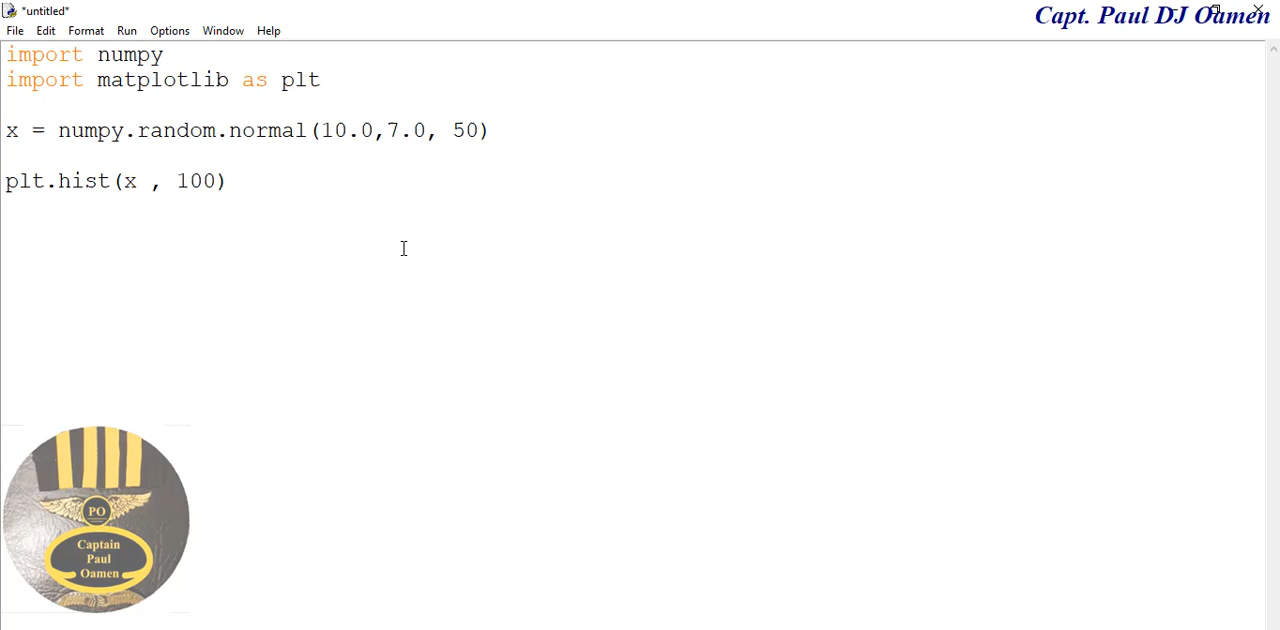 *untitled*
Capt. Paul DJ Oamen
File Edit Format Run Options Window Help
import numpy
import matplotlib as plt
x = numpy.random.normal(10.0,7.0, 50)
plt.hist(x , 100)
PO
Captain
Paul
Oamen